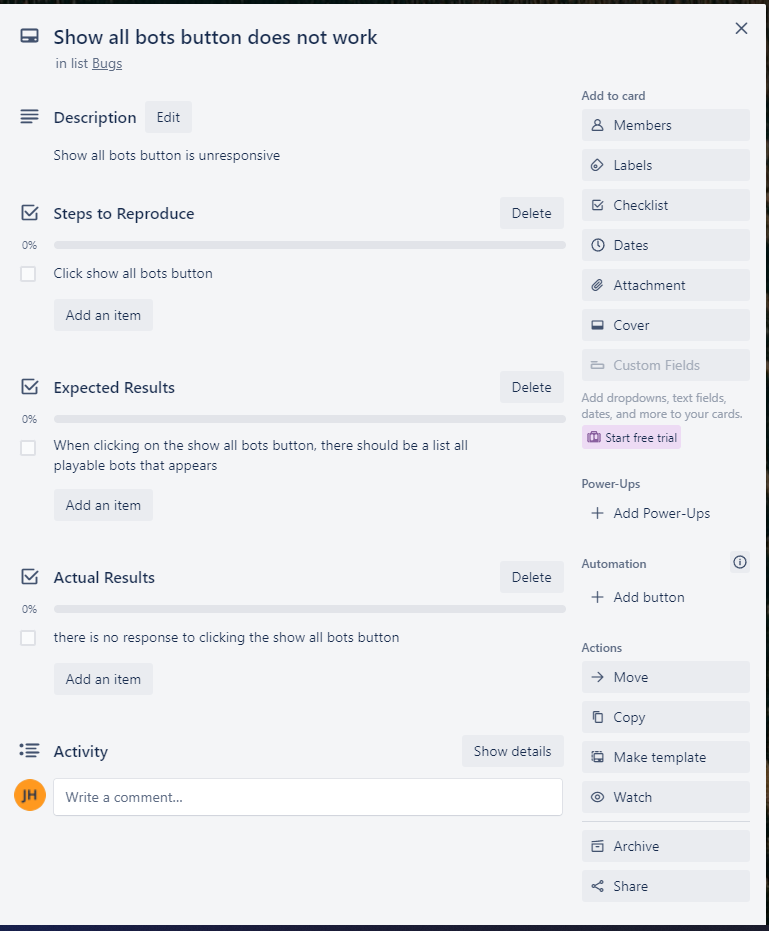 Show all bots button does not work
in list Bugs
Description
Edit
Show all bots button is unresponsive
Steps to Reproduce
Delete
0%
Click show all bots button
Add an item
Expected Results
Delete
0%
When clicking on the show all bots button, there should be a list all
playable bots that appears
Add an item
Actual Results
Delete
0%
there is no response to clicking the show all bots button
Add an item
Activity
Show details
JH
Write a comment...
Add to card
Members
Labels
Checklist
Dates
Attachment
Cover
Custom Fields
Add dropdowns, text fields,
dates, and more to your cards.
Start free trial
Power-Ups
Add Power-Ups
Automation
Add button
Actions
Move
Copy
Make template
Watch
Archive
Share